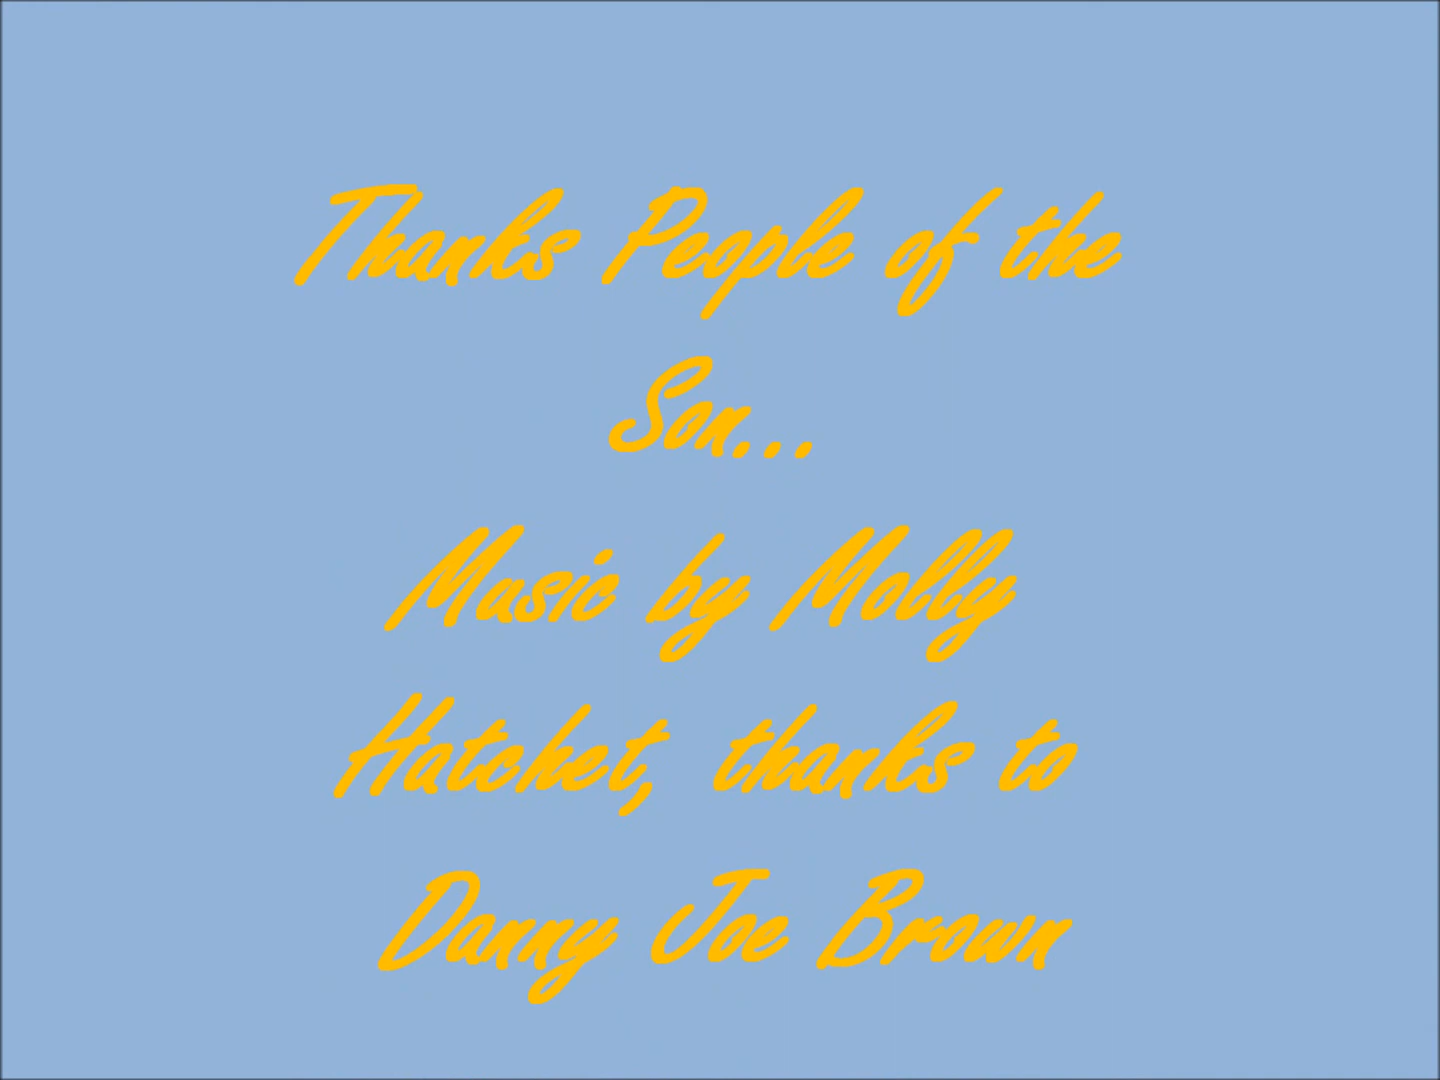 Thanks People of the
Son...
Music by Molly
Hatchet, thanks to
Danny Joe Brown